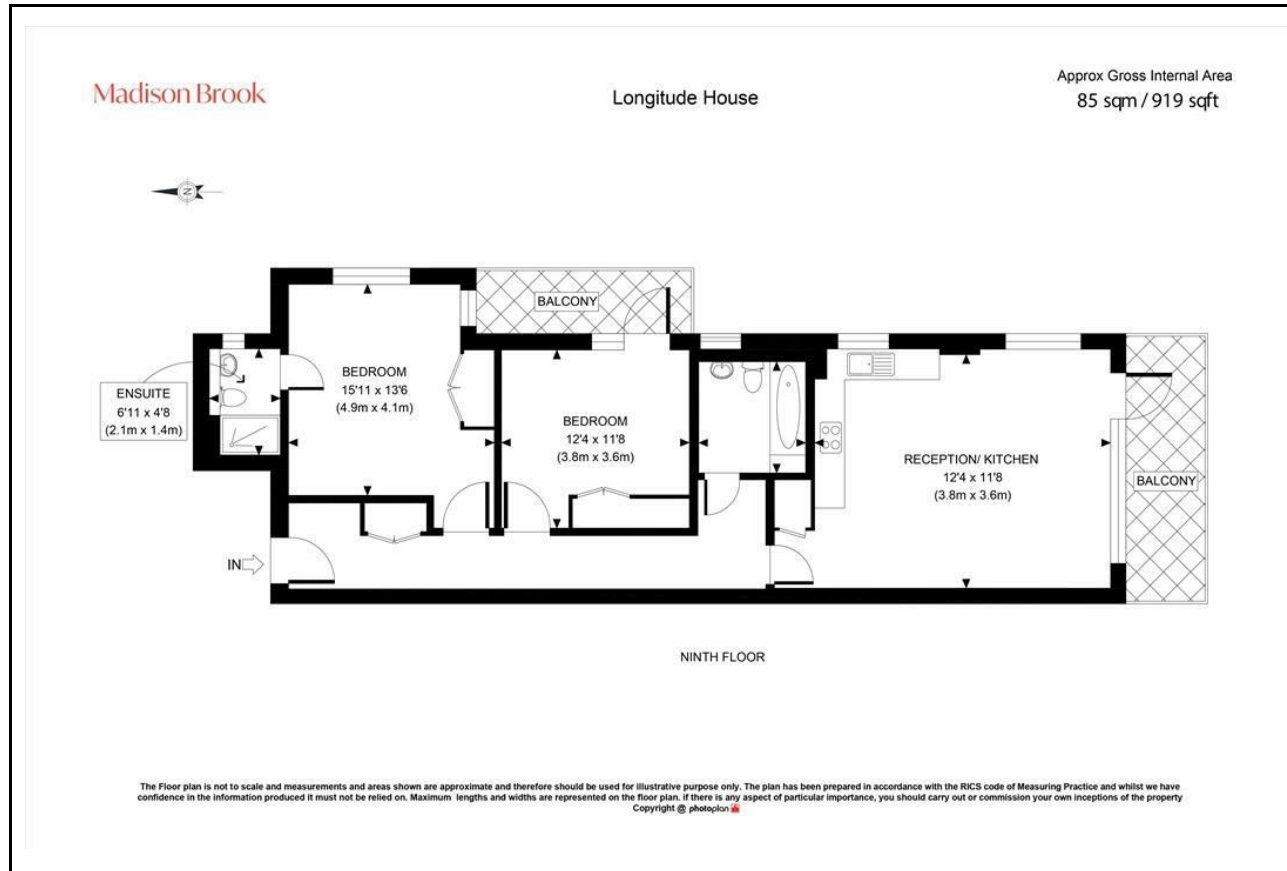 Madison Brook
Longitude House
Approx Gross Internal Area
85 sqm / 919 sqft
N
BALCONY
ENSUITE
6'11 x 4'8
(2.1m x 1.4m)
BEDROOM
15'11 x 13'6
(4.9m x 4.1m)
BEDROOM
12'4 x 11'8
(3.8m x 3.6m)
RECEPTION/ KITCHEN
12'4 x 11'8
(3.8m x 3.6m)
BALCONY
IN
NINTH FLOOR
The Floor plan is not to scale and measurements and areas shown are approximate and therefore should be used for illustrative purpose only. The plan has been prepared in accordance with the RICS code of Measuring Practice and whilst we have
confidence in the information produced it must not be relied on. Maximum lengths and widths are represented on the floor plan. if there is any aspect of particular importance, you should carry out or commission your own inceptions of the property
Copyright @ photoplan